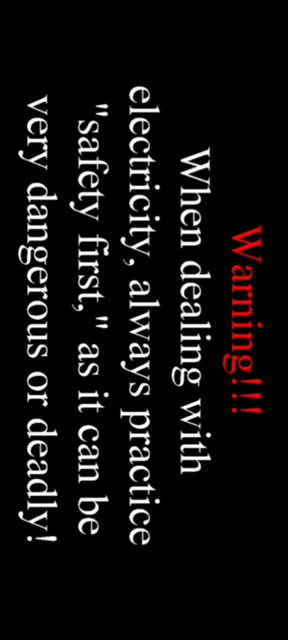 Warning!!!
When dealing with
electricity, always practice
"safety first," as it can be
very dangerous or deadly!